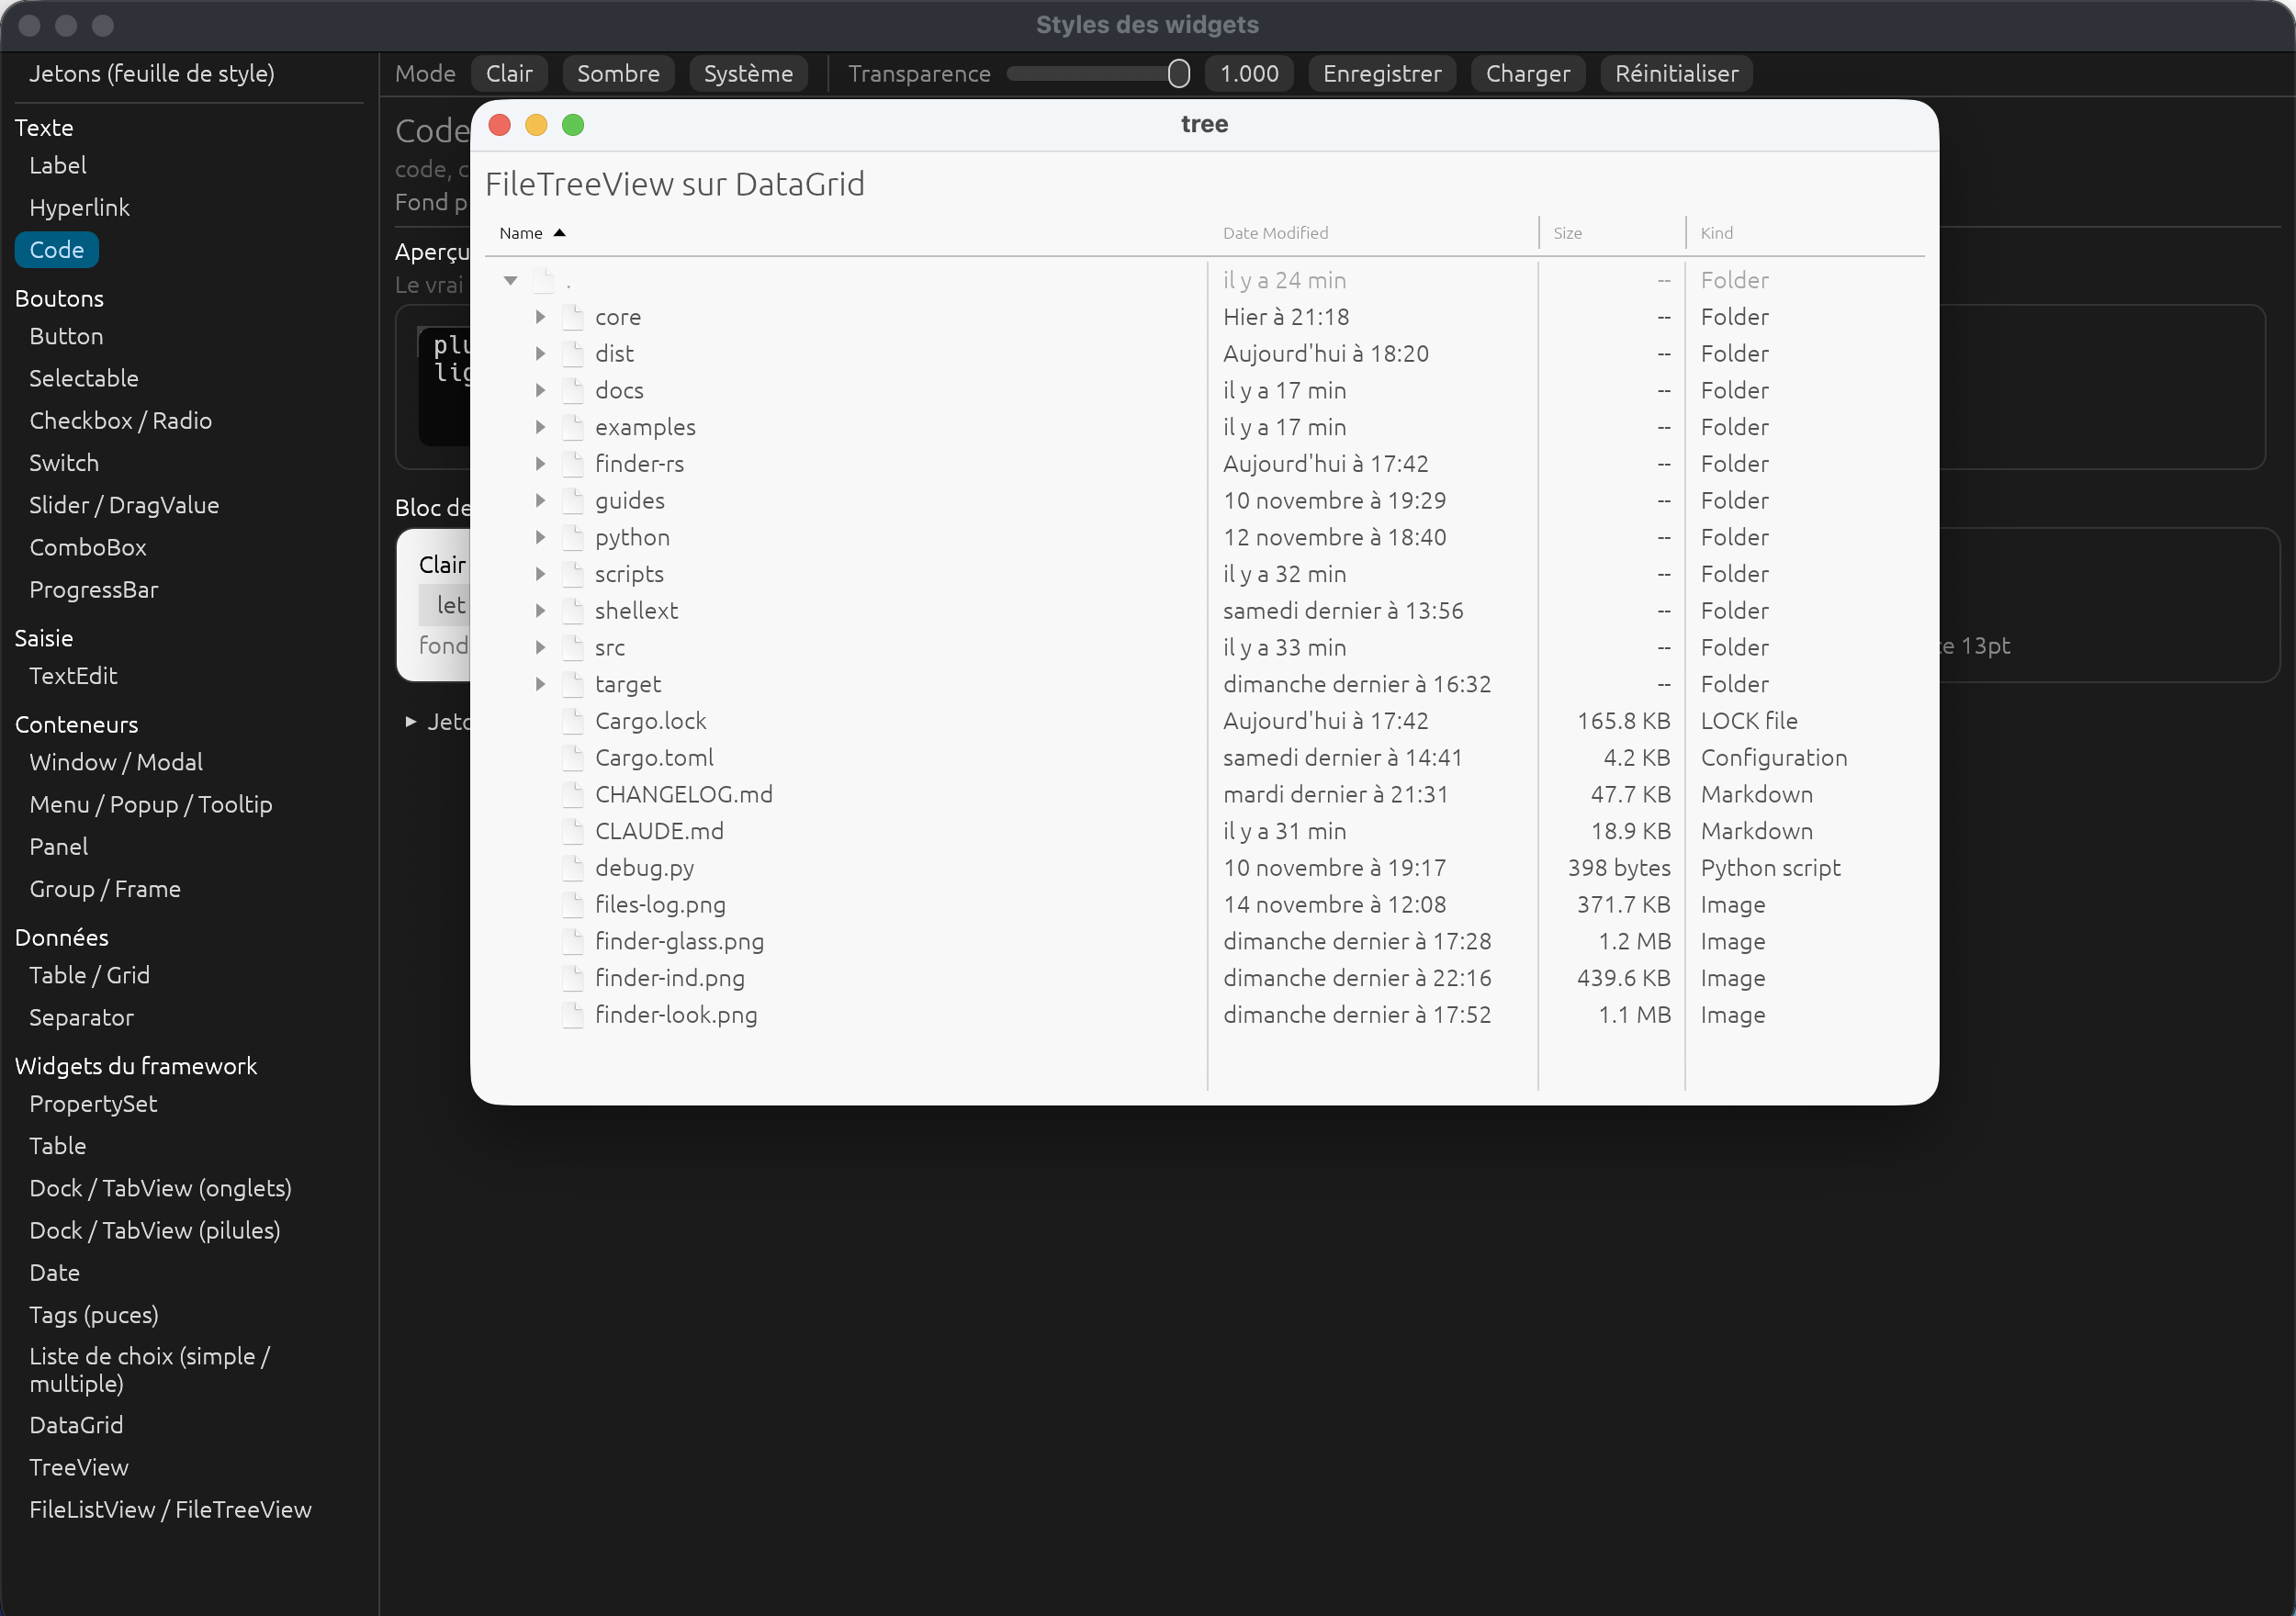 Styles des widgets
Jetons (feuille de style)
Texte
Label
Hyperlink
Code
Boutons
Button
Selectable
Checkbox / Radio
Switch
Slider / DragValue
ComboBox
ProgressBar
Saisie
TextEdit
Conteneurs
Window / Modal
Menu / Popup / Tooltip
Panel
Group / Frame
Données
Table / Grid
Separator
Widgets du framework
PropertySet
Table
Dock / TabView (onglets)
Dock / TabView (pilules)
Date
Tags (puces)
Liste de choix (simple /
multiple)
DataGrid
TreeView
FileListView / FileTreeView
Mode Clair Sombre Système Transparence 1.000 Enregistrer Charger Réinitialiser
Code
code, c
Fond p
Aperçu
Le vrai
plu
lig
Bloc de
Clair
let
fond
e 13pt
Jeto
tree
FileTreeView sur DataGrid
Name Date Modified Size Kind
. il y a 24 min -- Folder
core Hier à 21:18 -- Folder
dist Aujourd'hui à 18:20 -- Folder
docs il y a 17 min -- Folder
examples il y a 17 min -- Folder
finder-rs Aujourd'hui à 17:42 -- Folder
guides 10 novembre à 19:29 -- Folder
python 12 novembre à 18:40 -- Folder
scripts il y a 32 min -- Folder
shellext samedi dernier à 13:56 -- Folder
src il y a 33 min -- Folder
target dimanche dernier à 16:32 -- Folder
Cargo.lock Aujourd'hui à 17:42 165.8 KB LOCK file
Cargo.toml samedi dernier à 14:41 4.2 KB Configuration
CHANGELOG.md mardi dernier à 21:31 47.7 KB Markdown
CLAUDE.md il y a 31 min 18.9 KB Markdown
debug.py 10 novembre à 19:17 398 bytes Python script
files-log.png 14 novembre à 12:08 371.7 KB Image
finder-glass.png dimanche dernier à 17:28 1.2 MB Image
finder-ind.png dimanche dernier à 22:16 439.6 KB Image
finder-look.png dimanche dernier à 17:52 1.1 MB Image